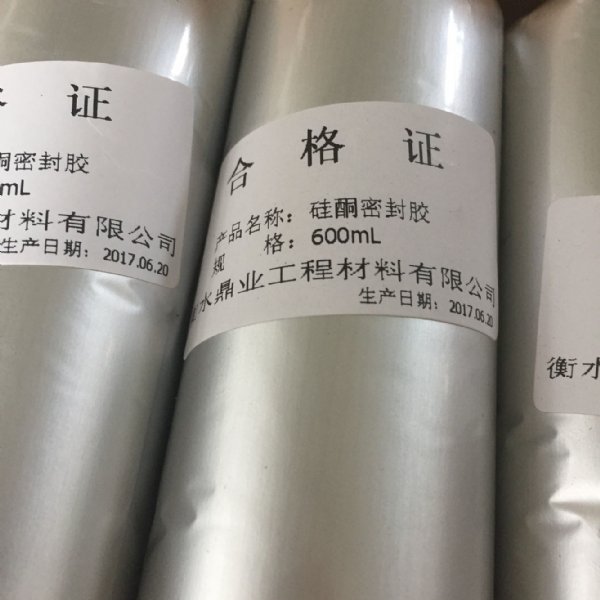 证
酮密封胶
mL
材料有限公司
生产日期：2017.06.20
合格证
产品名称：硅酮密封胶
规 格：600mL
水鼎业工程材料有限公司
生产日期：2017.06.20
衡水